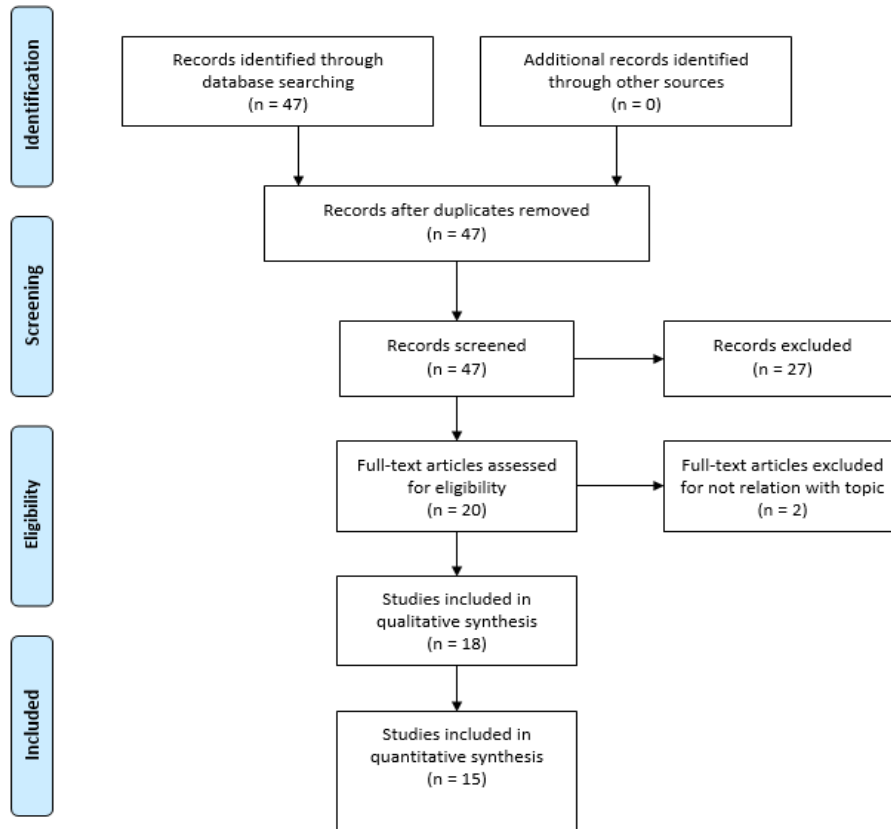 Identification
Records identified through
database searching
(n = 47)
Additional records identified
through other sources
(n = 0)
Records after duplicates removed
(n = 47)
Screening
Records screened
(n = 47)
Records excluded
(n = 27)
Eligibility
Full-text articles assessed
for eligibility
(n = 20)
Full-text articles excluded
for not relation with topic
(n = 2)
Studies included in
qualitative synthesis
(n = 18)
Included
Studies included in
quantitative synthesis
(n = 15)